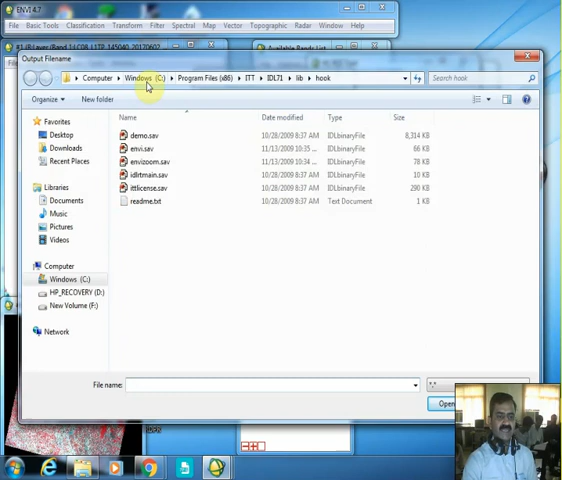 ENVI 4.7
File Basic Tools Classification Transform Filter Spectral Map Vector Topographic Radar Window Help
Available Bands List
Output Filename
Computer Windows (C:) Program Files (x86) ITT IDL71 lib hook
Search hook
Organize New folder
Name Date modified Type Size
Favorites
Desktop
Downloads
Recent Places
Libraries
Documents
Music
Pictures
Videos
Computer
Windows (C:)
HP_RECOVERY (D:)
New Volume (F:)
Network
demo.sav 10/28/2009 8:37 AM IDLbinaryFile 8,314 KB
envi.sav 11/13/2009 10:35 ... IDLbinaryFile 66 KB
envizoom.sav 11/13/2009 10:34 ... IDLbinaryFile 78 KB
idlrtmain.sav 10/28/2009 8:37 AM IDLbinaryFile 10 KB
ittlicense.sav 10/28/2009 8:37 AM IDLbinaryFile 290 KB
readme.txt 10/28/2009 8:37 AM Text Document 1 KB
File name:
*.*
Open